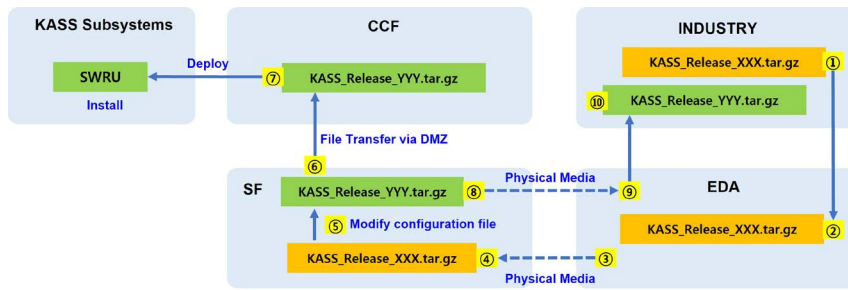 KASS Subsystems
CCF
INDUSTRY
SWRU
Deploy
⑦
KASS_Release_YYY.tar.gz
KASS_Release_XXX.tar.gz
①
Install
⑩
KASS_Release_YYY.tar.gz
File Transfer via DMZ
⑥
SF
KASS_Release_YYY.tar.gz
⑧
Physical Media
⑨
EDA
⑤
Modify configuration file
KASS_Release_XXX.tar.gz
②
KASS_Release_XXX.tar.gz
④
③
Physical Media